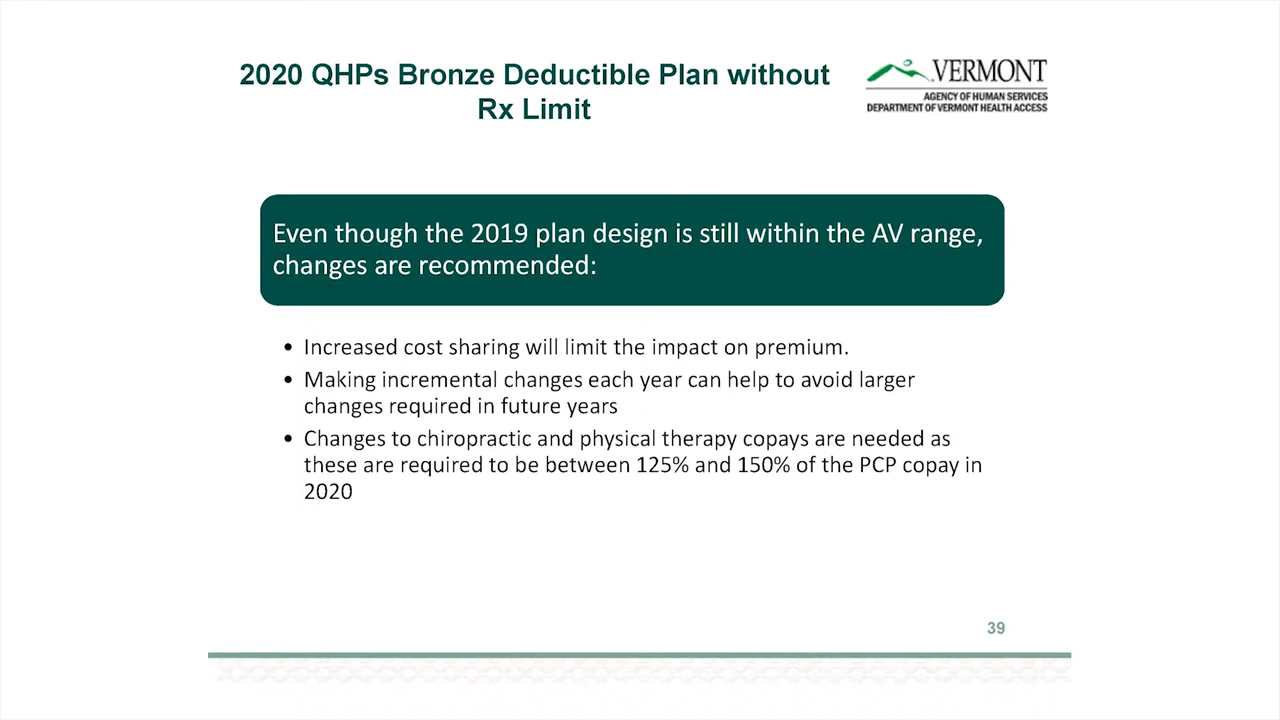 2020 QHPs Bronze Deductible Plan without
Rx Limit
VERMONT
AGENCY OF HUMAN SERVICES
DEPARTMENT OF VERMONT HEALTH ACCESS
Even though the 2019 plan design is still within the AV range,
changes are recommended:
• Increased cost sharing will limit the impact on premium.
• Making incremental changes each year can help to avoid larger
changes required in future years
• Changes to chiropractic and physical therapy copays are needed as
these are required to be between 125% and 150% of the PCP copay in
2020
39